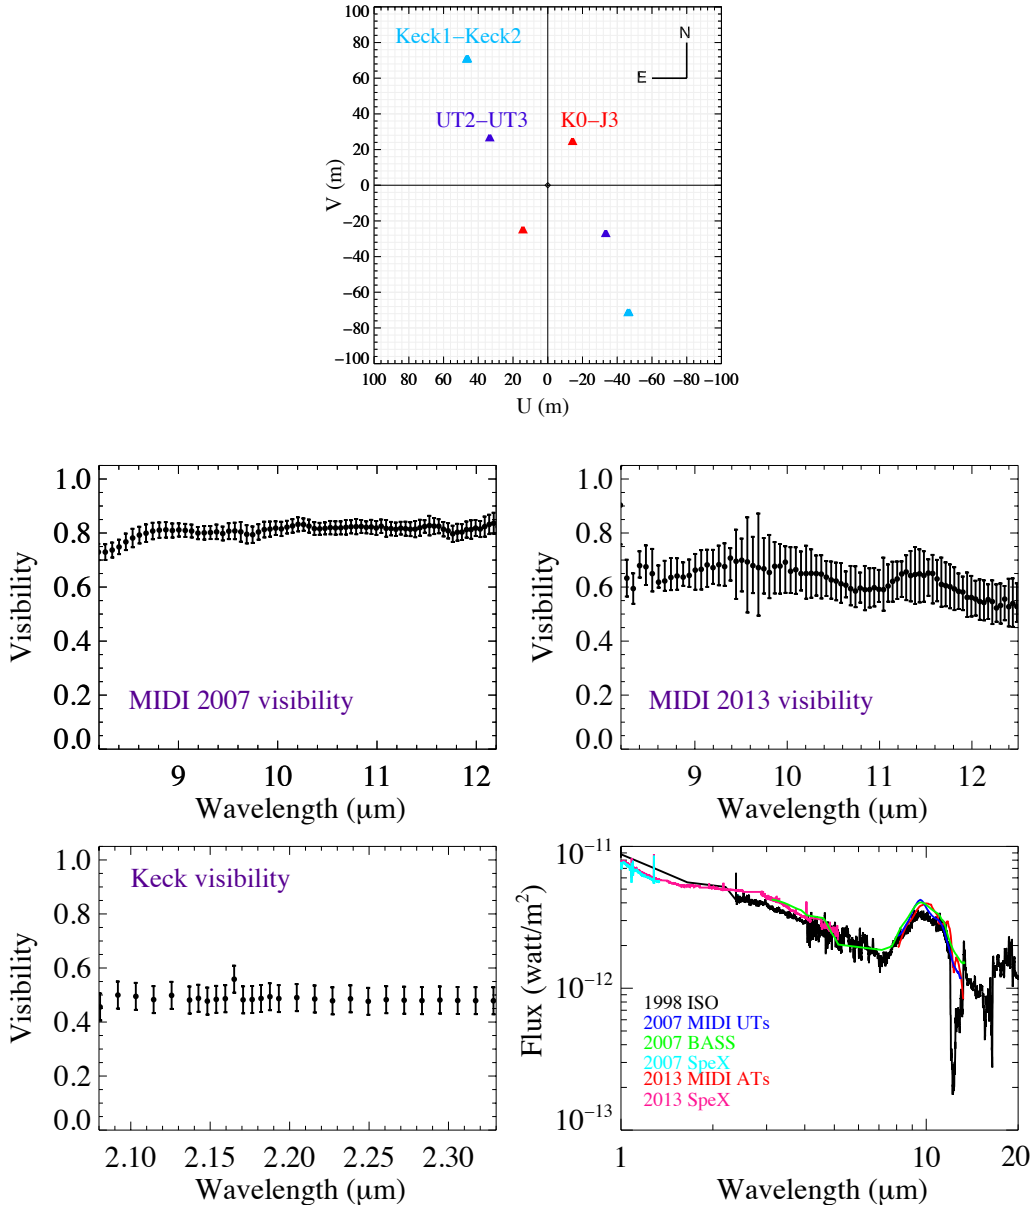 100
80
60
40
20
0
−20
−40
−60
−80
−100
V (m)
Keck1−Keck2
N
E
UT2−UT3
K0−J3
100 80 60 40 20 0 −20 −40 −60 −80 −100
U (m)
1.0
0.8
0.6
0.4
0.2
0.0
Visibility
MIDI 2007 visibility
9 10 11 12
Wavelength (μm)
1.0
0.8
0.6
0.4
0.2
0.0
Visibility
MIDI 2013 visibility
9 10 11 12
Wavelength (μm)
1.0
0.8
0.6
0.4
0.2
0.0
Visibility
Keck visibility
2.10 2.15 2.20 2.25 2.30
Wavelength (μm)
10−11
10−12
10−13
Flux (watt/m2)
1998 ISO
2007 MIDI UTs
2007 BASS
2007 SpeX
2013 MIDI ATs
2013 SpeX
1 10 20
Wavelength (μm)